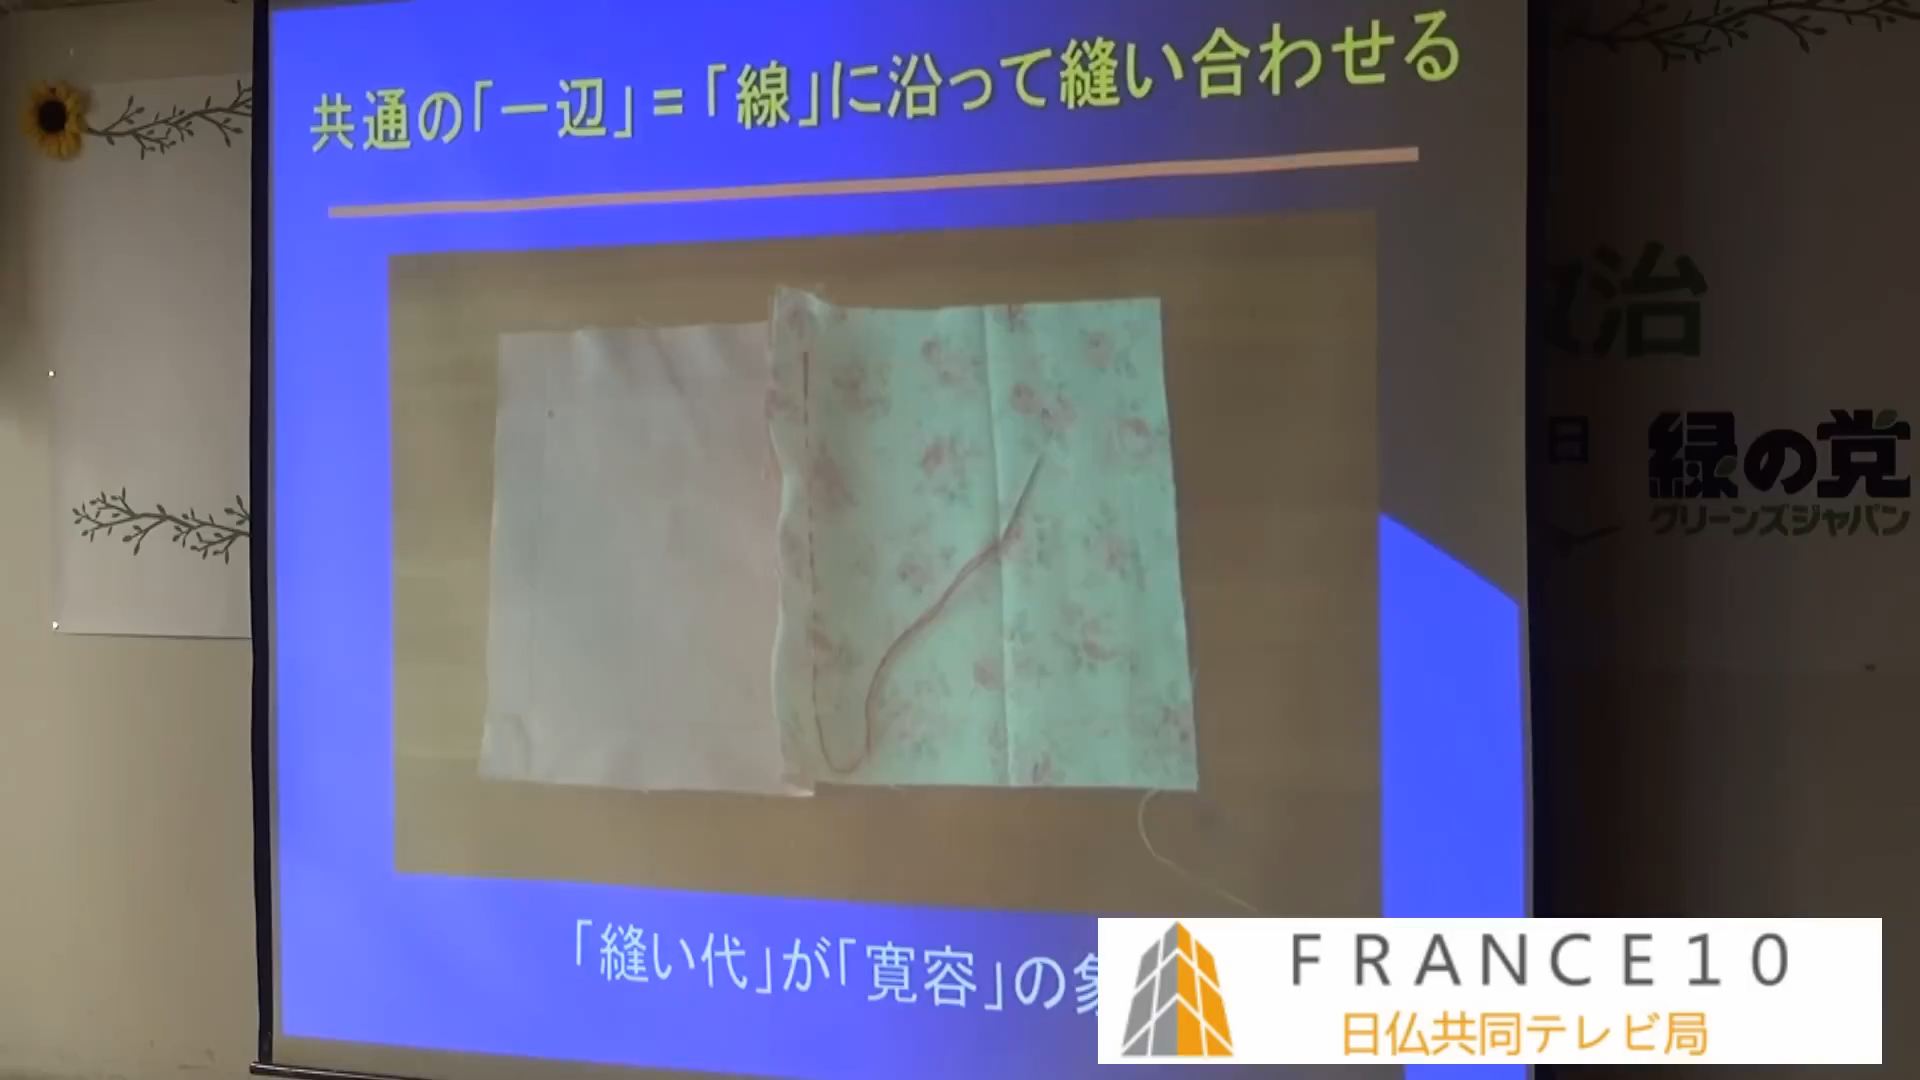 共通の「一辺」=「線」に沿って縫い合わせる
治
日
緑の党
グリーンズジャパン
「縫い代」が「寛容」の
FRANCE10
日仏共同テレビ局